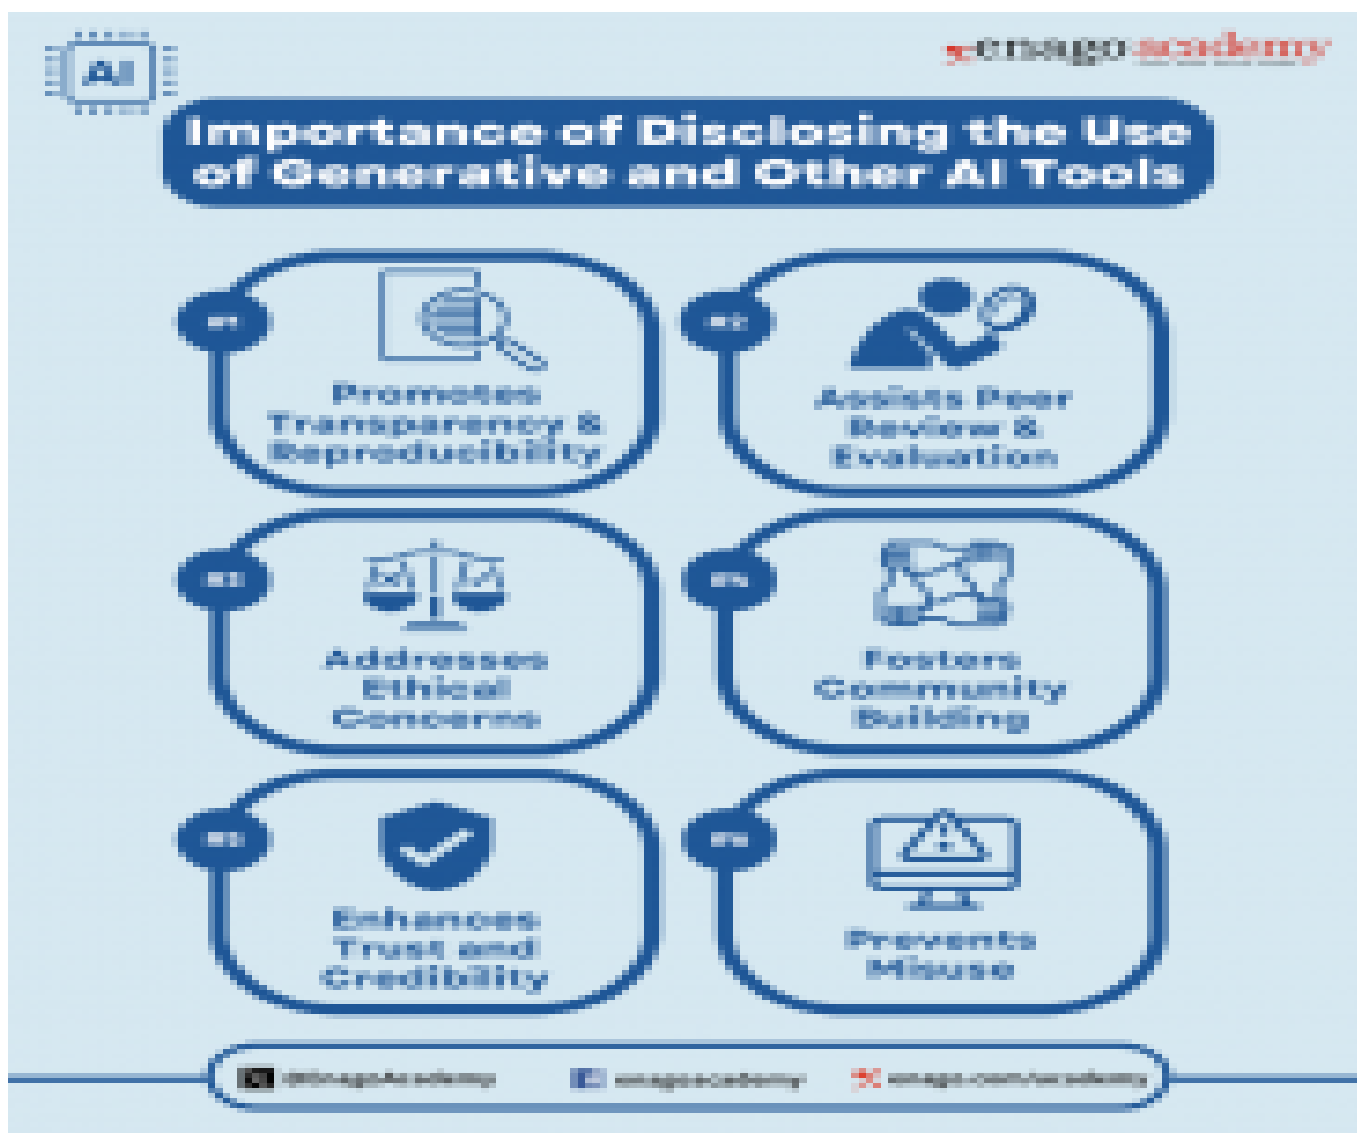 AI
enago academy
Importance of Disclosing the Use
of Generative and Other AI Tools
Promotes
Transparency &
Reproducibility
Assists Peer
Review &
Evaluation
Addresses
Ethical
Concerns
Fosters
Community
Building
Enhances
Trust and
Credibility
Prevents
Misuse
@EnagoAcademy
enagoacademy
enago.com/academy